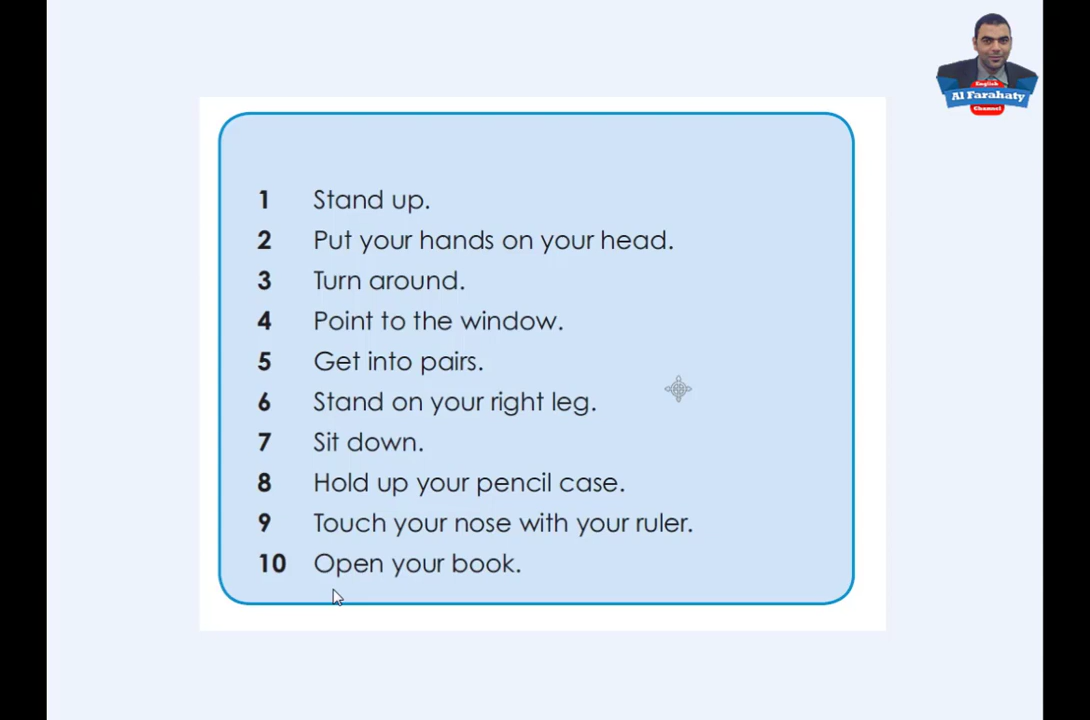 English
Al Farahaty
Channel
1 Stand up.
2 Put your hands on your head.
3 Turn around.
4 Point to the window.
5 Get into pairs.
6 Stand on your right leg.
7 Sit down.
8 Hold up your pencil case.
9 Touch your nose with your ruler.
10 Open your book.